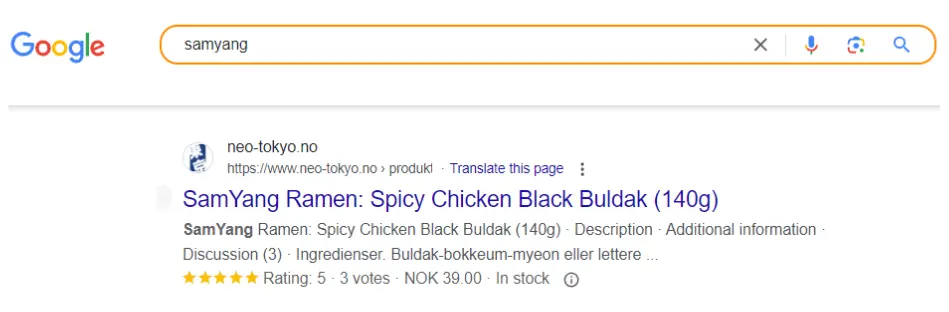 Google
samyang
neo-tokyo.no
https://www.neo-tokyo.no › produkt · Translate this page
SamYang Ramen: Spicy Chicken Black Buldak (140g)
SamYang Ramen: Spicy Chicken Black Buldak (140g) · Description · Additional information ·
Discussion (3) · Ingredienser. Buldak-bokkeum-myeon eller lettere ...
Rating: 5 · 3 votes · NOK 39.00 · In stock